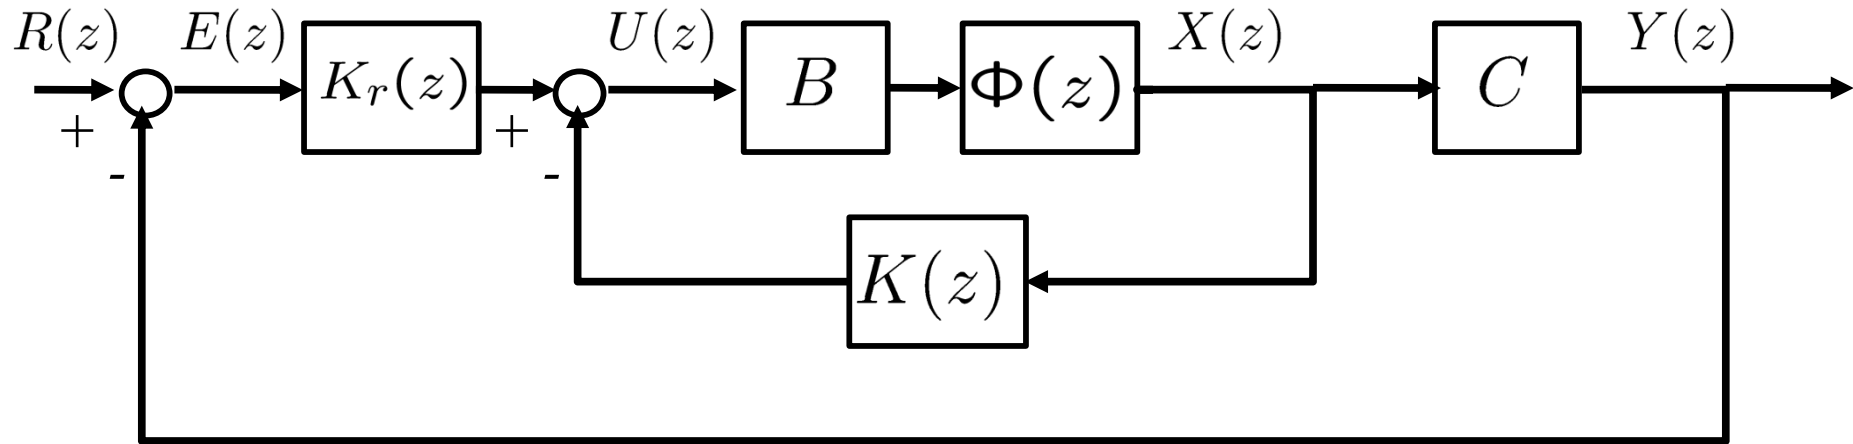 R(z) E(z) U(z) X(z) Y(z)
K_r(z) B Φ(z) C
+ +
- -
K(z)